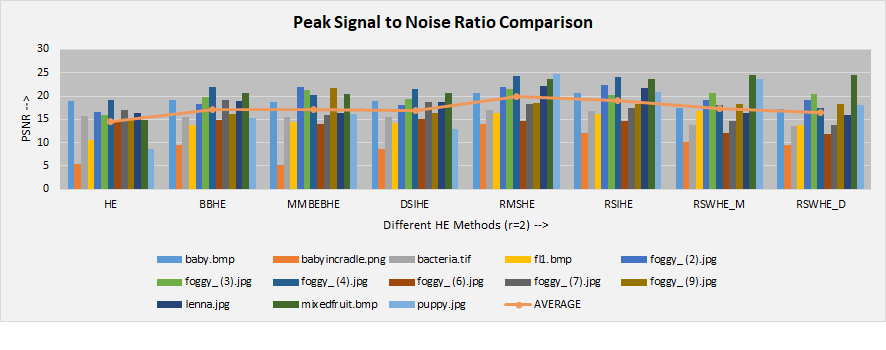 Peak Signal to Noise Ratio Comparison
30
25
20
15
10
5
0
PSNR -->
HE BBHE MMBEBHE DSIHE RMSHE RSIHE RSWHE_M RSWHE_D
Different HE Methods (r=2) -->
baby.bmp babyincradle.png bacteria.tif fl1.bmp foggy_ (2).jpg
foggy_ (3).jpg foggy_ (4).jpg foggy_ (6).jpg foggy_ (7).jpg foggy_ (9).jpg
lenna.jpg mixedfruit.bmp puppy.jpg AVERAGE